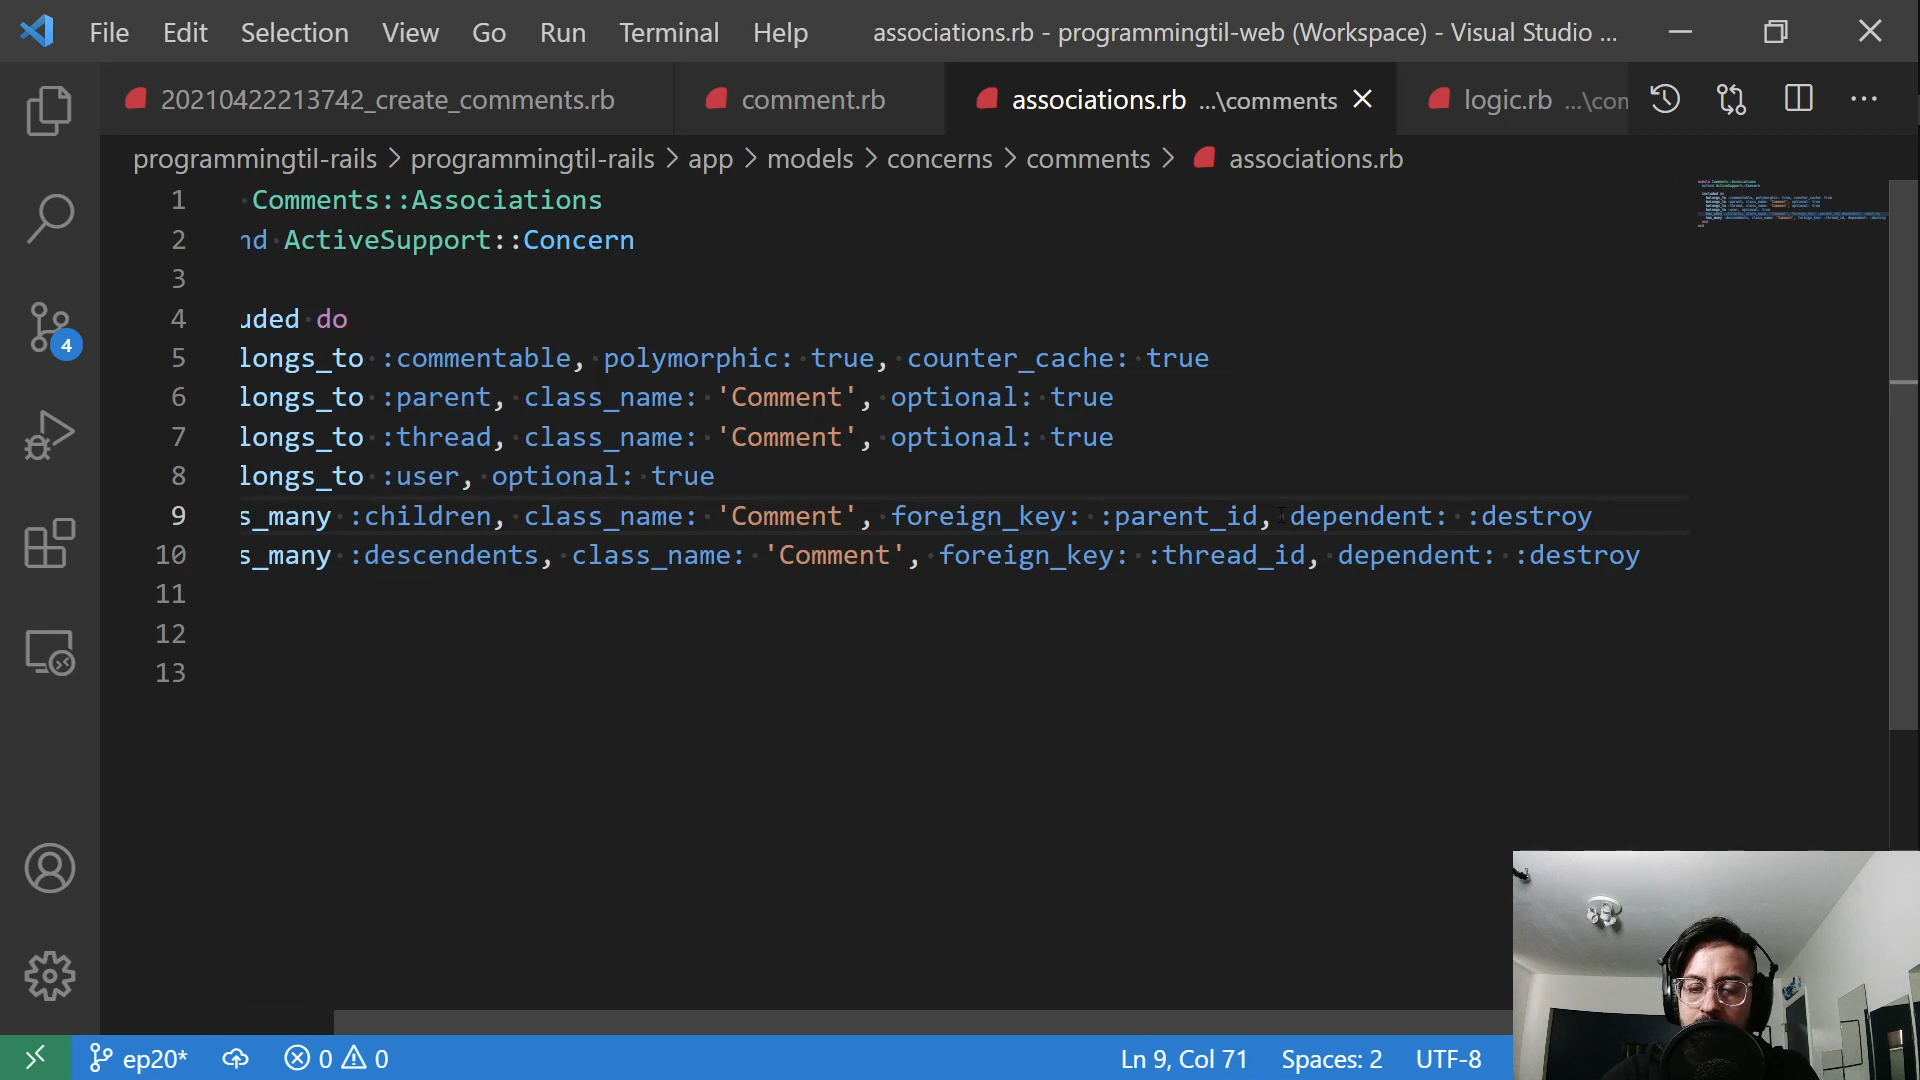 File Edit Selection View Go Run Terminal Help associations.rb - programmingtil-web (Workspace) - Visual Studio ...
20210422213742_create_comments.rb comment.rb associations.rb ...\comments logic.rb ...\con
programmingtil-rails > programmingtil-rails > app > models > concerns > comments > associations.rb
1 Comments::Associations
2 nd ActiveSupport::Concern
3
4 uded do
5 longs_to :commentable, polymorphic: true, counter_cache: true
6 longs_to :parent, class_name: 'Comment', optional: true
7 longs_to :thread, class_name: 'Comment', optional: true
8 longs_to :user, optional: true
9 s_many :children, class_name: 'Comment', foreign_key: :parent_id, dependent: :destroy
10 s_many :descendents, class_name: 'Comment', foreign_key: :thread_id, dependent: :destroy
11
12
13
4
ep20* 0 0 Ln 9, Col 71 Spaces: 2 UTF-8